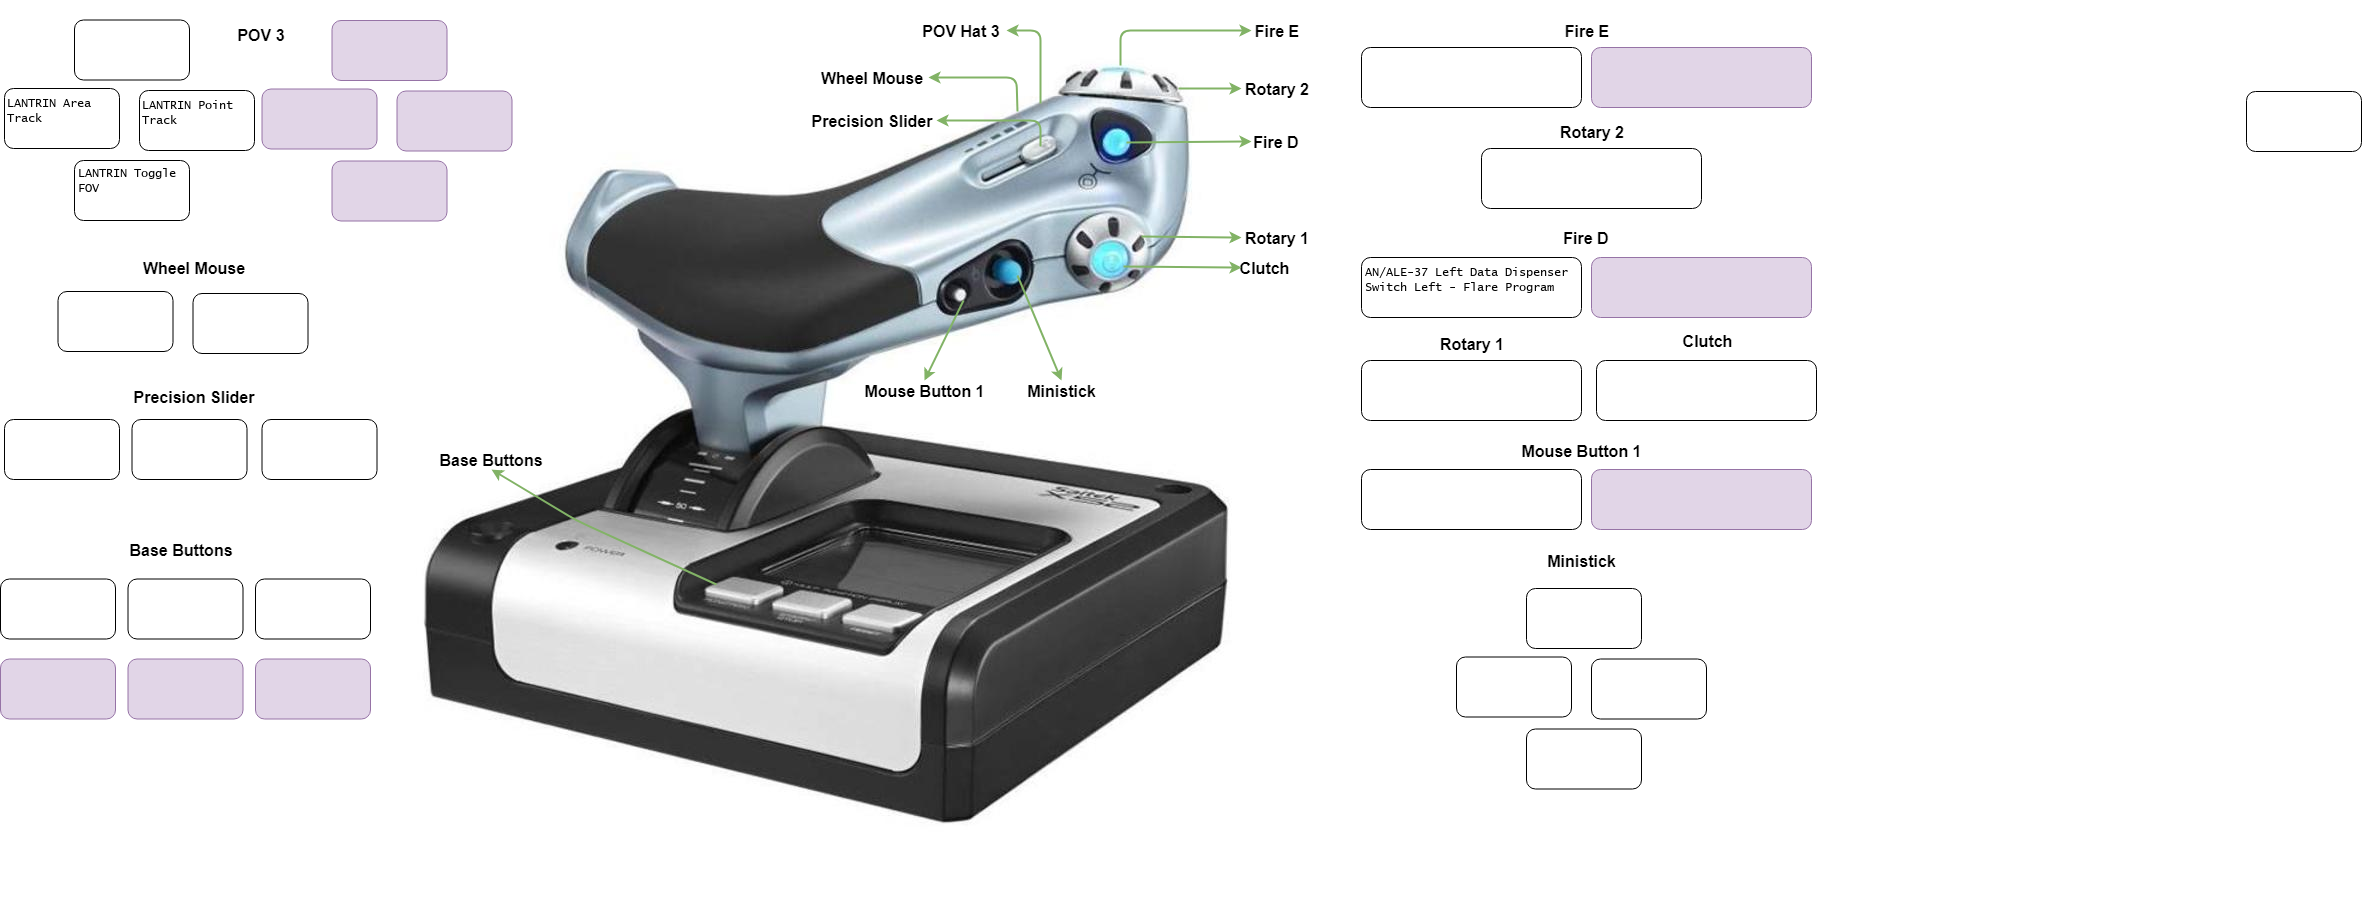 POV 3
LANTRIN Area
Track
LANTRIN Point
Track
LANTRIN Toggle
FOV
Wheel Mouse
Precision Slider
Base Buttons
POV Hat 3
Wheel Mouse
Precision Slider
Fire E
Rotary 2
Fire D
Rotary 1
Clutch
Mouse Button 1
Ministick
Base Buttons
50
POWER
Saitek
Fire E
Rotary 2
Fire D
AN/ALE-37 Left Data Dispenser
Switch Left - Flare Program
Rotary 1
Clutch
Mouse Button 1
Ministick